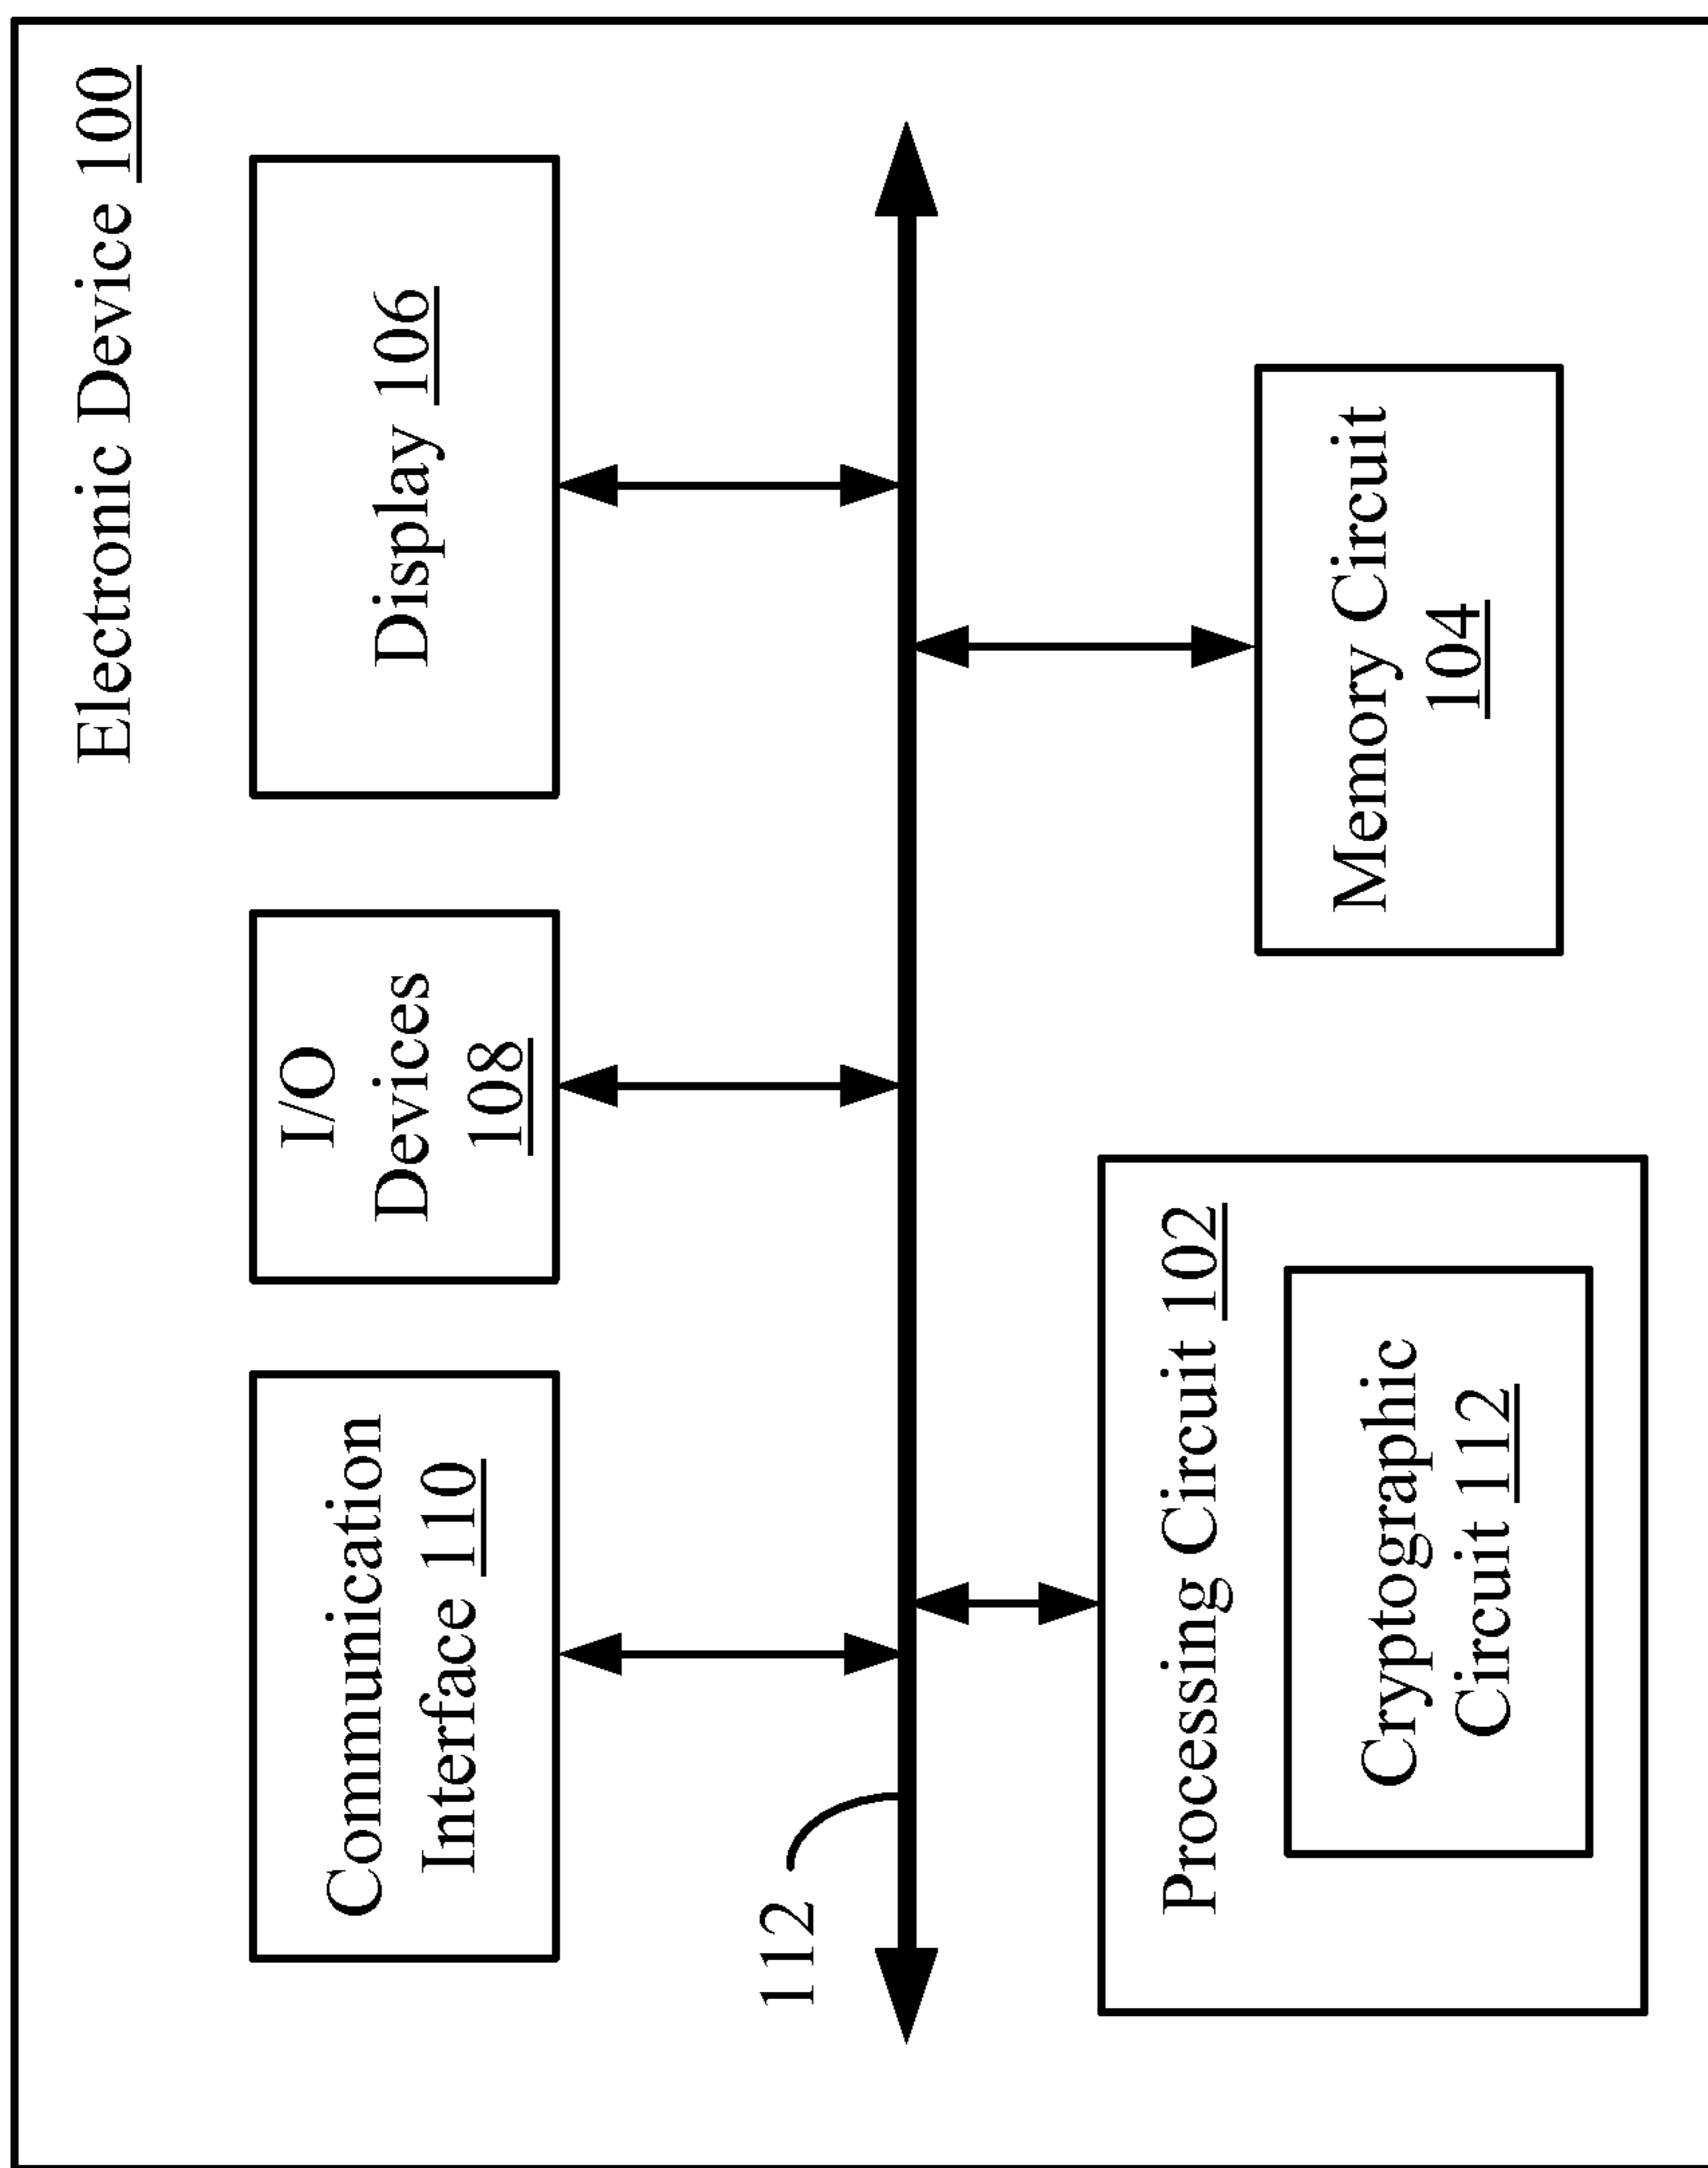 Electronic Device 100
Communication
Interface 110
I/O
Devices
108
Display 106
112
Processing Circuit 102
Cryptographic
Circuit 112
Memory Circuit
104